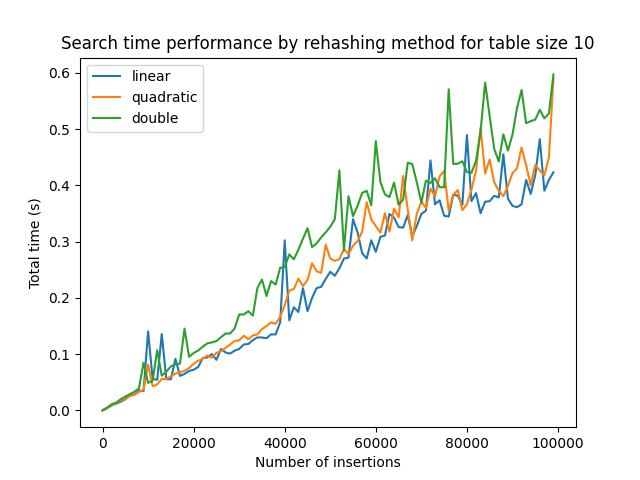 Search time performance by rehashing method for table size 10
linear
quadratic
double
Total time (s)
0.6
0.5
0.4
0.3
0.2
0.1
0.0
0 20000 40000 60000 80000 100000
Number of insertions